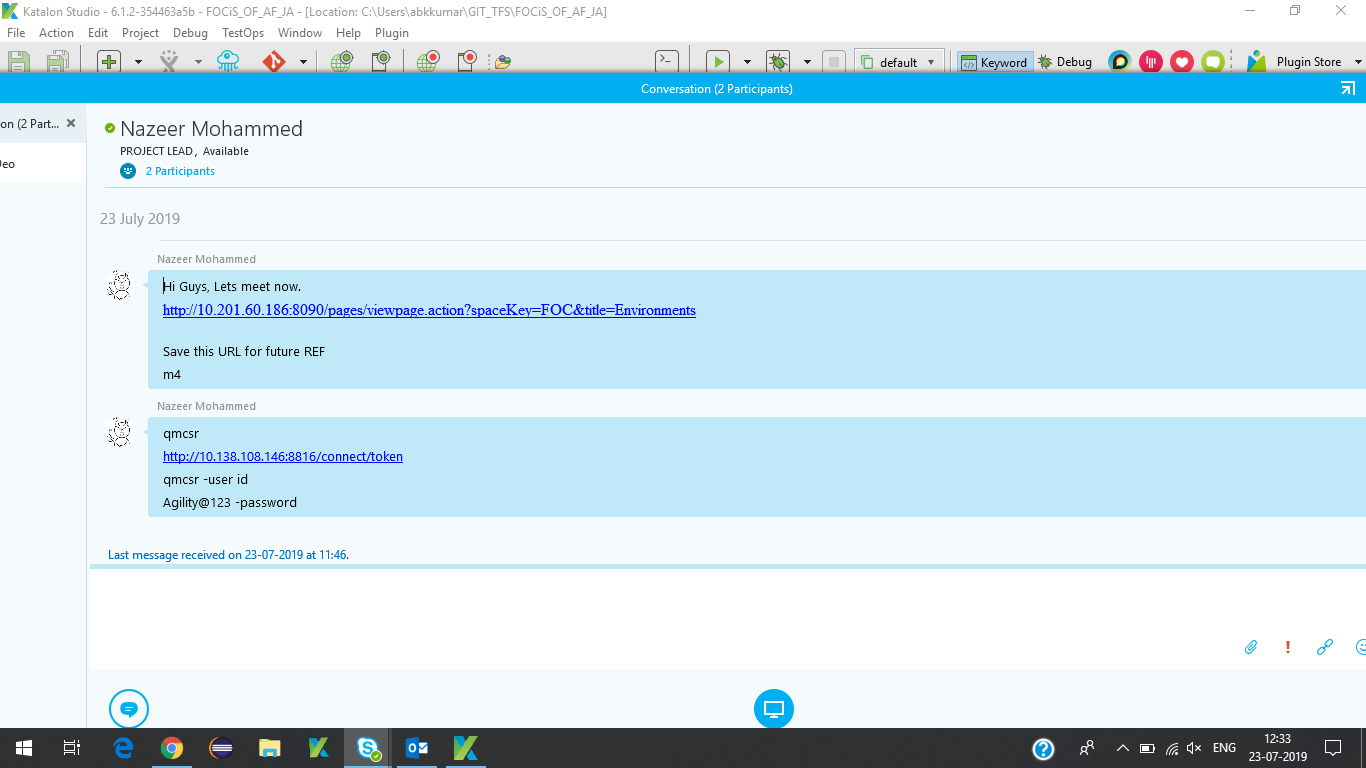 Katalon Studio - 6.1.2-354463a5b - FOCiS_OF_AF_JA - [Location: C:\Users\abkkumar\GIT_TFS\FOCiS_OF_AF_JA]
File Action Edit Project Debug TestOps Window Help Plugin
default Keyword Debug Plugin Store
Conversation (2 Participants)
on (2 Part...
Deo
Nazeer Mohammed
PROJECT LEAD , Available
2 Participants
23 July 2019
Nazeer Mohammed
Hi Guys, Lets meet now.
http://10.201.60.186:8090/pages/viewpage.action?spaceKey=FOC&title=Environments
Save this URL for future REF
m4
Nazeer Mohammed
qmcsr
http://10.138.108.146:8816/connect/token
qmcsr -user id
Agility@123 -password
Last message received on 23-07-2019 at 11:46.
ENG
12:33
23-07-2019